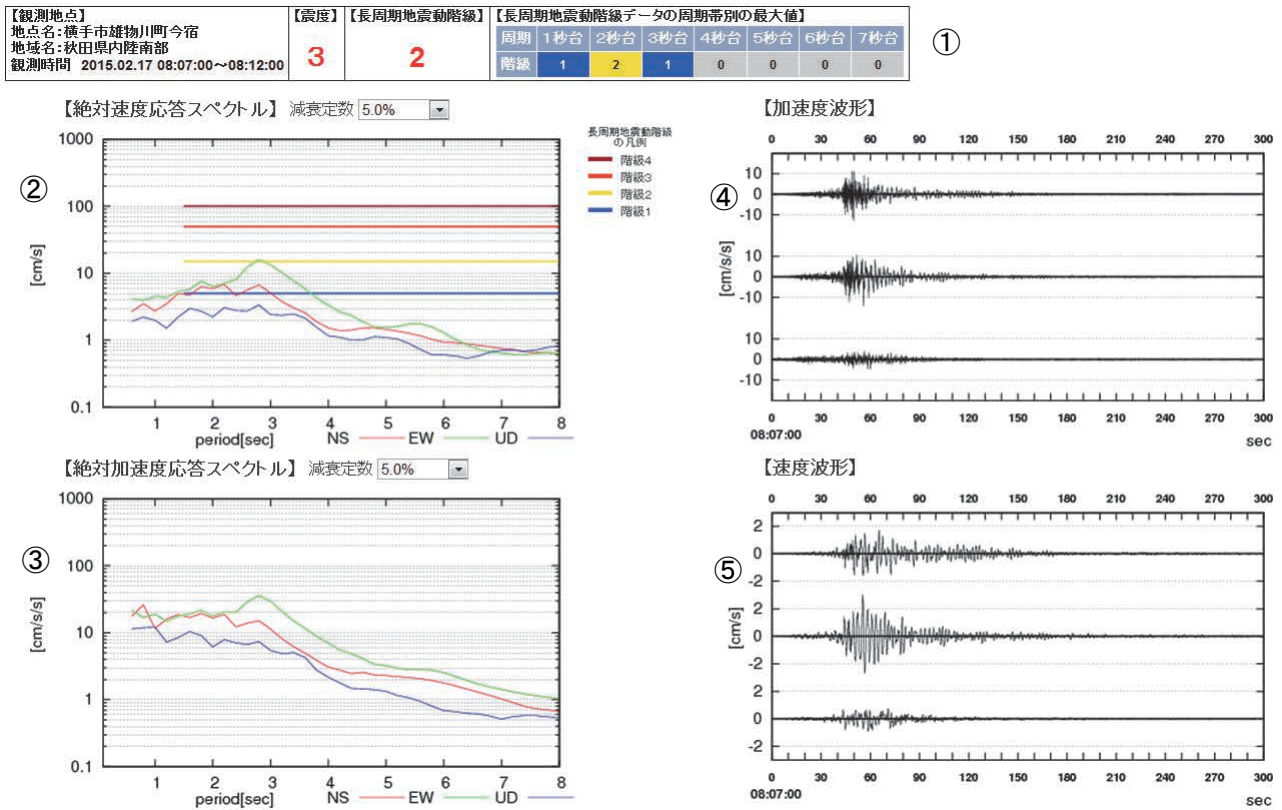 【観測地点】
地点名:横手市雄物川町今宿
地域名:秋田県内陸南部
観測時間 2015.02.17 08:07:00～08:12:00
【震度】
3
【長周期地震動階級】
2
【長周期地震動階級データの周期帯別の最大値】
周期 1秒台 2秒台 3秒台 4秒台 5秒台 6秒台 7秒台
階級 1 2 1 0 0 0 0
①
【絶対速度応答スペクトル】 減衰定数 5.0%
②
1000
100
10
1
0.1
[cm/s]
1 2 3 4 5 6 7 8
period[sec] NS EW UD
長周期地震動階級
の凡例
階級4
階級3
階級2
階級1
【絶対加速度応答スペクトル】 減衰定数 5.0%
③
1000
100
10
1
0.1
[cm/s/s]
1 2 3 4 5 6 7 8
period[sec] NS EW UD
【加速度波形】
④
0 30 60 90 120 150 180 210 240 270 300
10
0
-10
10
0
-10
10
0
-10
[cm/s/s]
0 30 60 90 120 150 180 210 240 270 300
08:07:00
sec
【速度波形】
⑤
0 30 60 90 120 150 180 210 240 270 300
2
0
-2
2
0
-2
2
0
-2
[cm/s]
0 30 60 90 120 150 180 210 240 270 300
08:07:00
sec